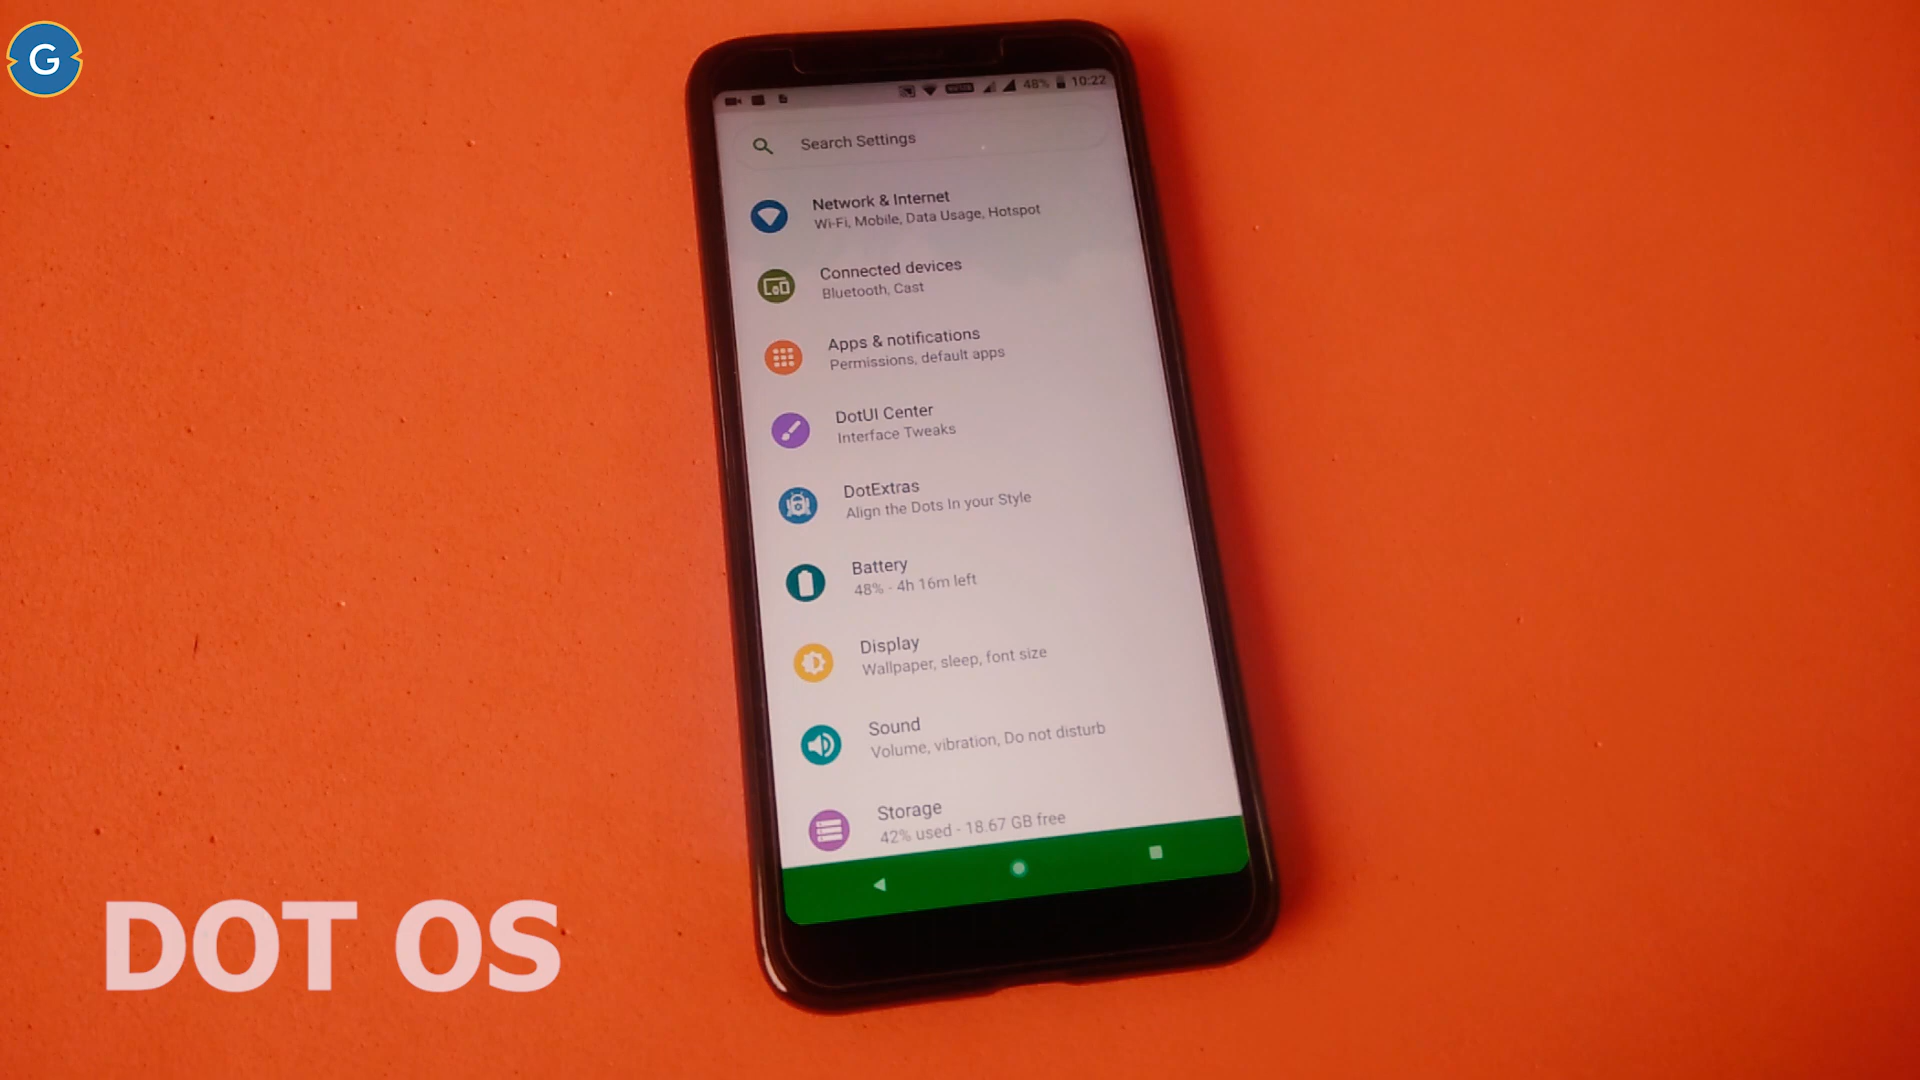 G
48% 10:22
Search Settings
Network & Internet
Wi-Fi, Mobile, Data Usage, Hotspot
Connected devices
Bluetooth, Cast
Apps & notifications
Permissions, default apps
DotUI Center
Interface Tweaks
DotExtras
Align the Dots In your Style
Battery
48% - 4h 16m left
Display
Wallpaper, sleep, font size
Sound
Volume, vibration, Do not disturb
Storage
42% used - 18.67 GB free
DOT OS